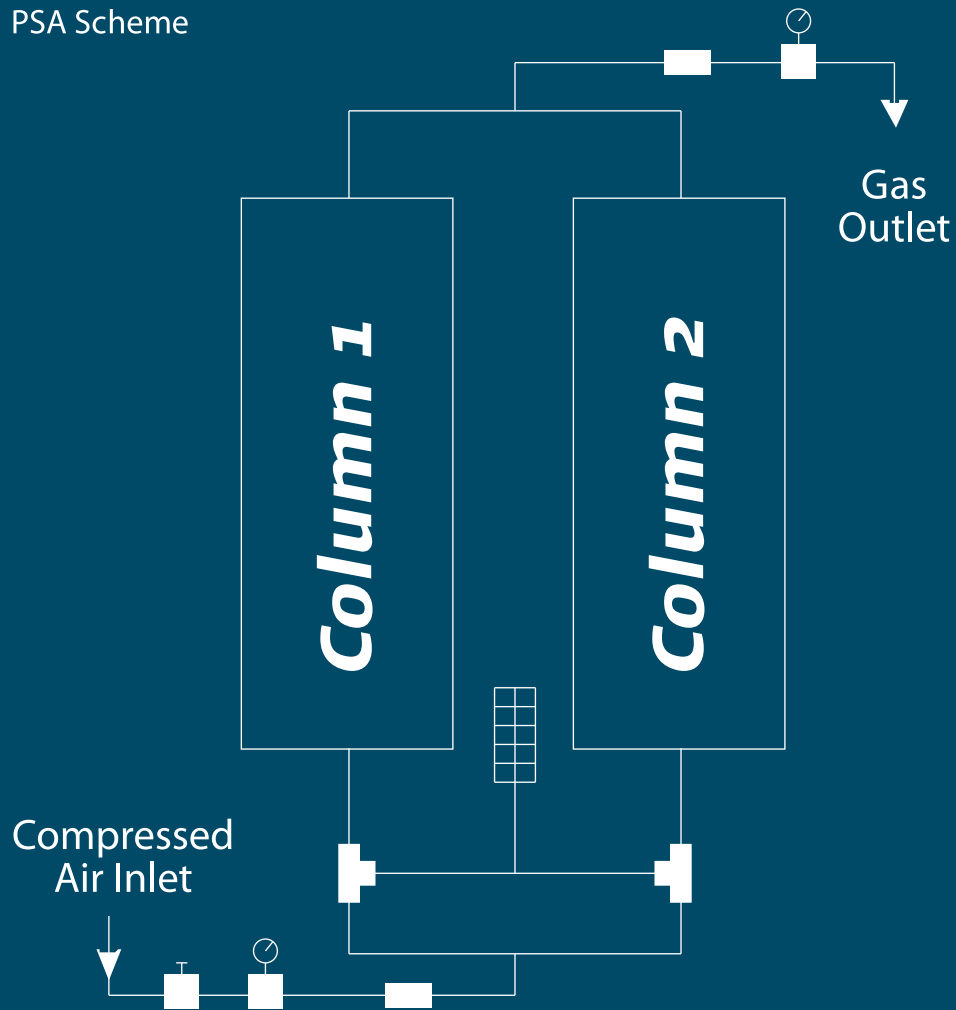 PSA Scheme
Gas
Outlet
Column 1
Column 2
Compressed
Air Inlet